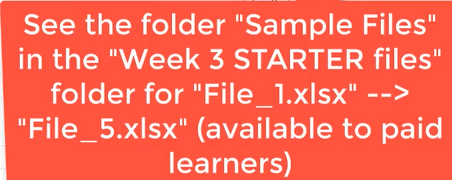 See the folder "Sample Files"
in the "Week 3 STARTER files"
folder for "File_1.xlsx" -->
"File_5.xlsx" (available to paid
learners)